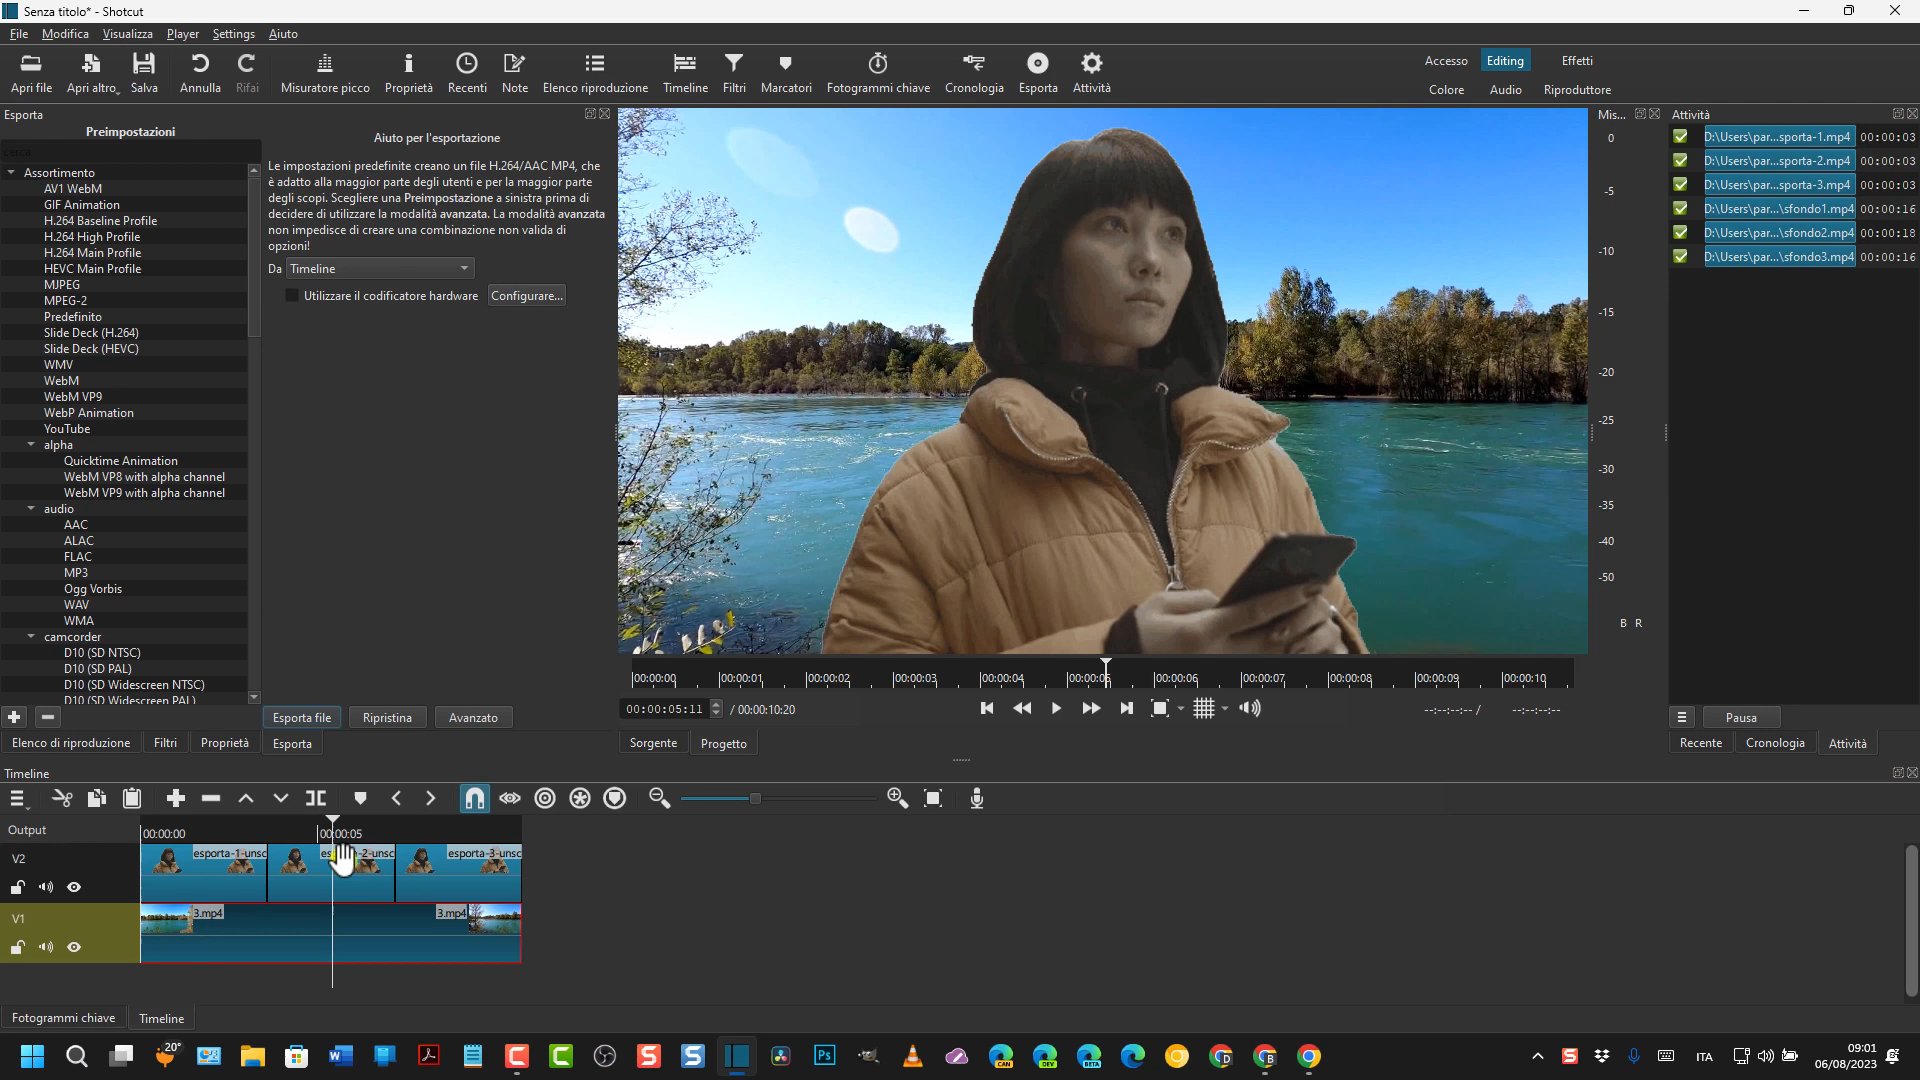 Senza titolo* - Shotcut
File Modifica Visualizza Player Settings Aiuto
Apri file Apri altro Salva Annulla Rifai Misuratore picco Proprietà Recenti Note Elenco riproduzione Timeline Filtri Marcatori Fotogrammi chiave Cronologia Esporta Attività
Accesso Editing Effetti
Colore Audio Riproduttore
Esporta
Preimpostazioni
Assortimento
AV1 WebM
GIF Animation
H.264 Baseline Profile
H.264 High Profile
H.264 Main Profile
HEVC Main Profile
MJPEG
MPEG-2
Predefinito
Slide Deck (H.264)
Slide Deck (HEVC)
WMV
WebM
WebM VP9
WebP Animation
YouTube
alpha
Quicktime Animation
WebM VP8 with alpha channel
WebM VP9 with alpha channel
audio
AAC
ALAC
FLAC
MP3
Ogg Vorbis
WAV
WMA
camcorder
D10 (SD NTSC)
D10 (SD PAL)
D10 (SD Widescreen NTSC)
D10 (SD Widescreen PAL)
Aiuto per l'esportazione
Le impostazioni predefinite creano un file H.264/AAC MP4, che
è adatto alla maggior parte degli utenti e per la maggior parte
degli scopi. Scegliere una Preimpostazione a sinistra prima di
decidere di utilizzare la modalità avanzata. La modalità avanzata
non impedisce di creare una combinazione non valida di
opzioni!
Da Timeline
Utilizzare il codificatore hardware Configurare...
Esporta file Ripristina Avanzato
Elenco di riproduzione Filtri Proprietà Esporta
00:00:00 00:00:01 00:00:02 00:00:03 00:00:04 00:00:05 00:00:06 00:00:07 00:00:08 00:00:09 00:00:10
00:00:05:11 / 00:00:10:20 --:--:--:-- / --:--:--:--
Sorgente Progetto
Mis...
0
-5
-10
-15
-20
-25
-30
-35
-40
-50
B R
Attività
D:\Users\par...sporta-1.mp4 00:00:03
D:\Users\par...sporta-2.mp4 00:00:03
D:\Users\par...sporta-3.mp4 00:00:03
D:\Users\par...\sfondo1.mp4 00:00:16
D:\Users\par...\sfondo2.mp4 00:00:18
D:\Users\par...\sfondo3.mp4 00:00:16
Pausa
Recente Cronologia Attività
Timeline
Output 00:00:00 00:00:05
V2 esporta-1-unsc -2-unsc esporta-3-unsc
V1 3.mp4 3.mp4
Fotogrammi chiave Timeline
20° CAN DEV BETA ITA
09:01
06/08/2023